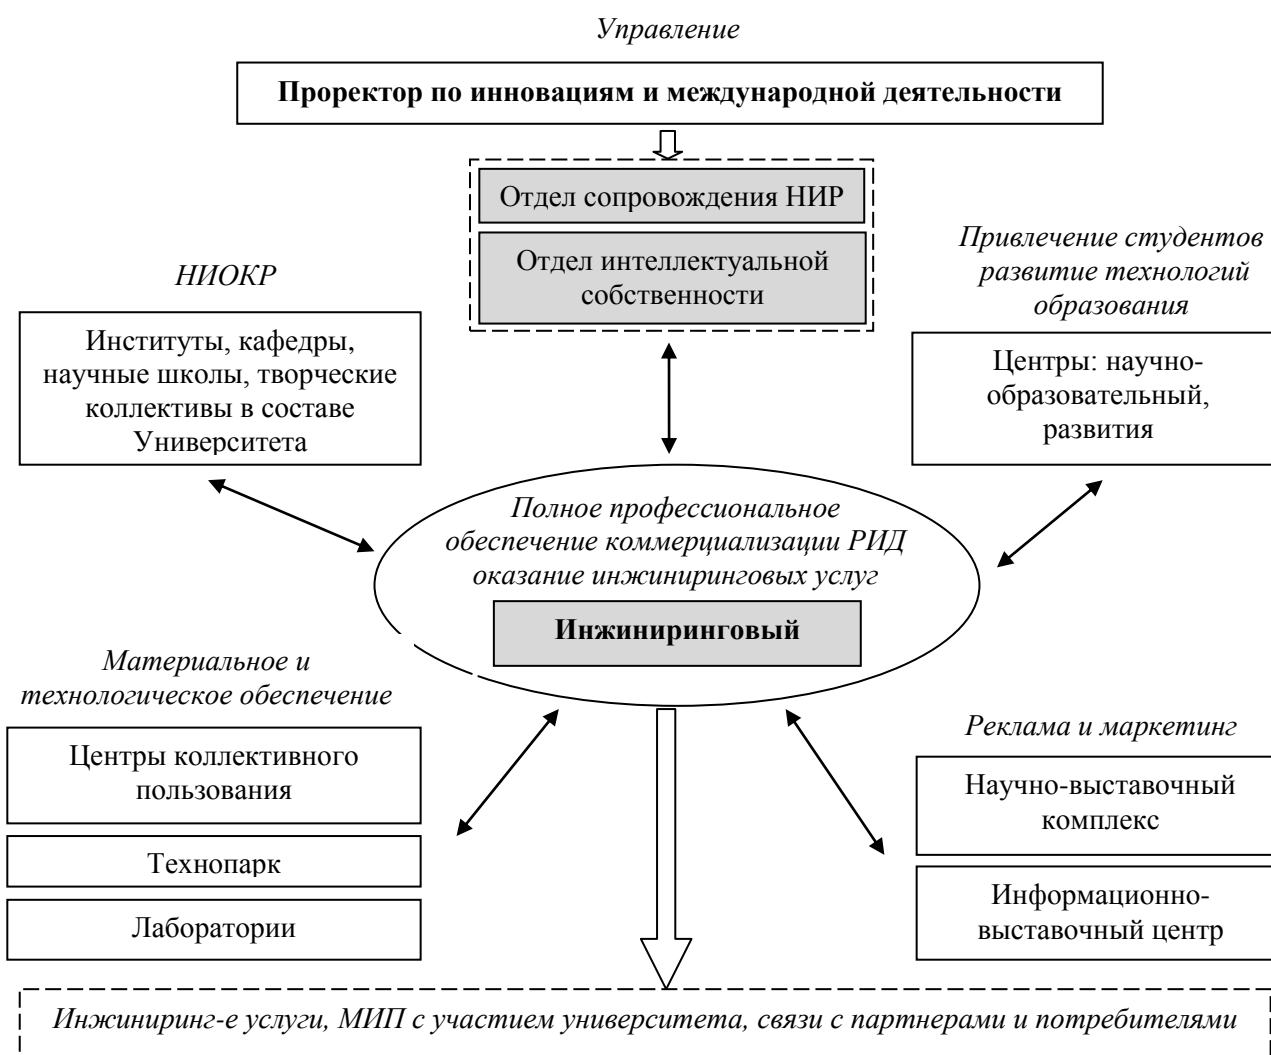 Управление
Проректор по инновациям и международной деятельности
Отдел сопровождения НИР
Отдел интеллектуальной
собственности
НИОКР
Институты, кафедры,
научные школы, творческие
коллективы в составе
Университета
Привлечение студентов
развитие технологий
образования
Центры: научно-
образовательный,
развития
Полное профессиональное
обеспечение коммерциализации РИД
оказание инжиниринговых услуг
Инжиниринговый
Материальное и
технологическое обеспечение
Центры коллективного
пользования
Технопарк
Лаборатории
Реклама и маркетинг
Научно-выставочный
комплекс
Информационно-
выставочный центр
Инжиниринг-е услуги, МИП с участием университета, связи с партнерами и потребителями